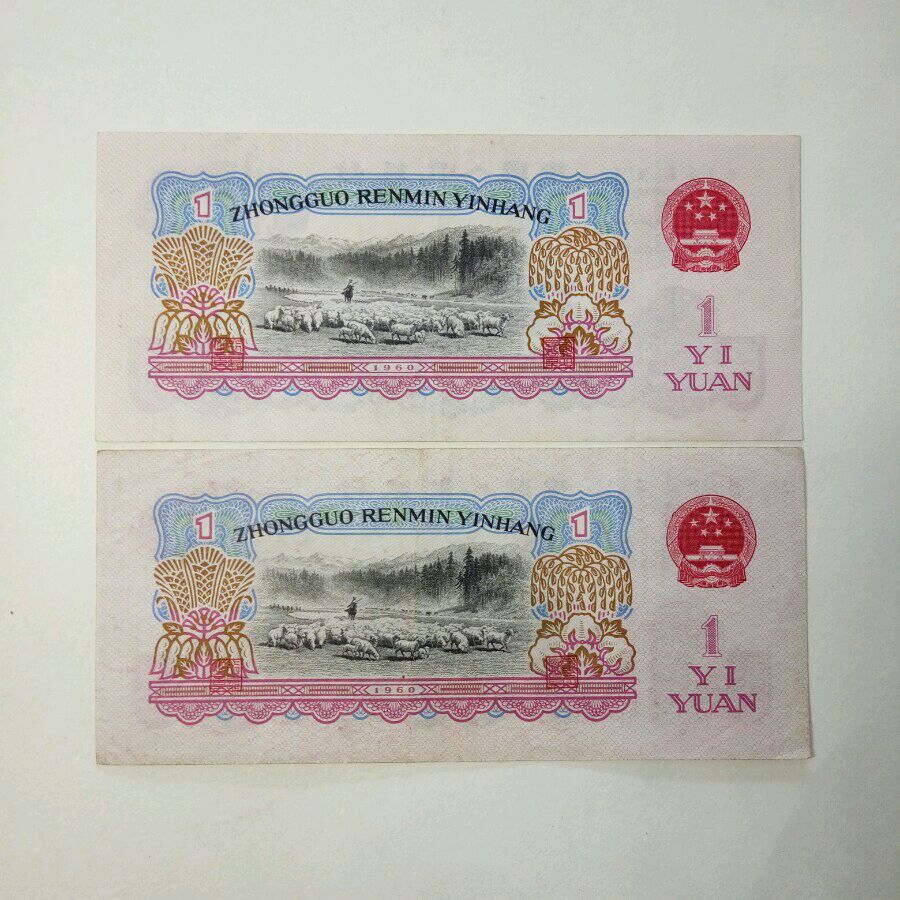 1 ZHONGGUO RENMIN YINHANG 1
1960
1
YI
YUAN
1 ZHONGGUO RENMIN YINHANG 1
1960
1
YI
YUAN